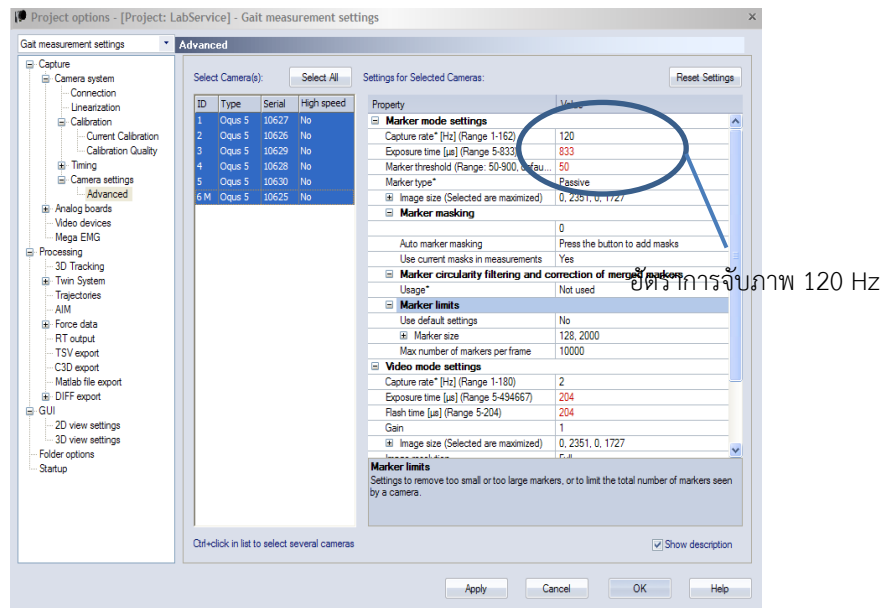 Project options - [Project: LabService] - Gait measurement settings
Gait measurement settings
Advanced
Capture
Camera system
Connection
Linearization
Calibration
Current Calibration
Calibration Quality
Timing
Camera settings
Advanced
Analog boards
Video devices
Mega EMG
Processing
3D Tracking
Twin System
Trajectories
AIM
Force data
RT output
TSV export
C3D export
Matlab file export
DIFF export
GUI
2D view settings
3D view settings
Folder options
Startup
Select Camera(s):
Select All
ID Type Serial High speed
1 Oqus 5 10627 No
2 Oqus 5 10626 No
3 Oqus 5 10629 No
4 Oqus 5 10628 No
5 Oqus 5 10630 No
6 M Oqus 5 10625 No
Ctrl+click in list to select several cameras
Settings for Selected Cameras:
Reset Settings
Property Value
Marker mode settings
Capture rate* [Hz] (Range 1-162) 120
Exposure time [µs] (Range 5-833) 833
Marker threshold (Range: 50-900, defau... 50
Marker type* Passive
Image size (Selected are maximized) 0, 2351, 0, 1727
Marker masking
0
Auto marker masking Press the button to add masks
Use current masks in measurements Yes
Marker circularity filtering and correction of merged markers
Usage* Not used
Marker limits
Use default settings No
Marker size 128, 2000
Max number of markers per frame 10000
Video mode settings
Capture rate* [Hz] (Range 1-180) 2
Exposure time [µs] (Range 5-494667) 204
Flash time [µs] (Range 5-204) 204
Gain 1
Image size (Selected are maximized) 0, 2351, 0, 1727
Marker limits
Settings to remove too small or too large markers, or to limit the total number of markers seen
by a camera.
Show description
Apply Cancel OK Help
อัตราการจับภาพ 120 Hz